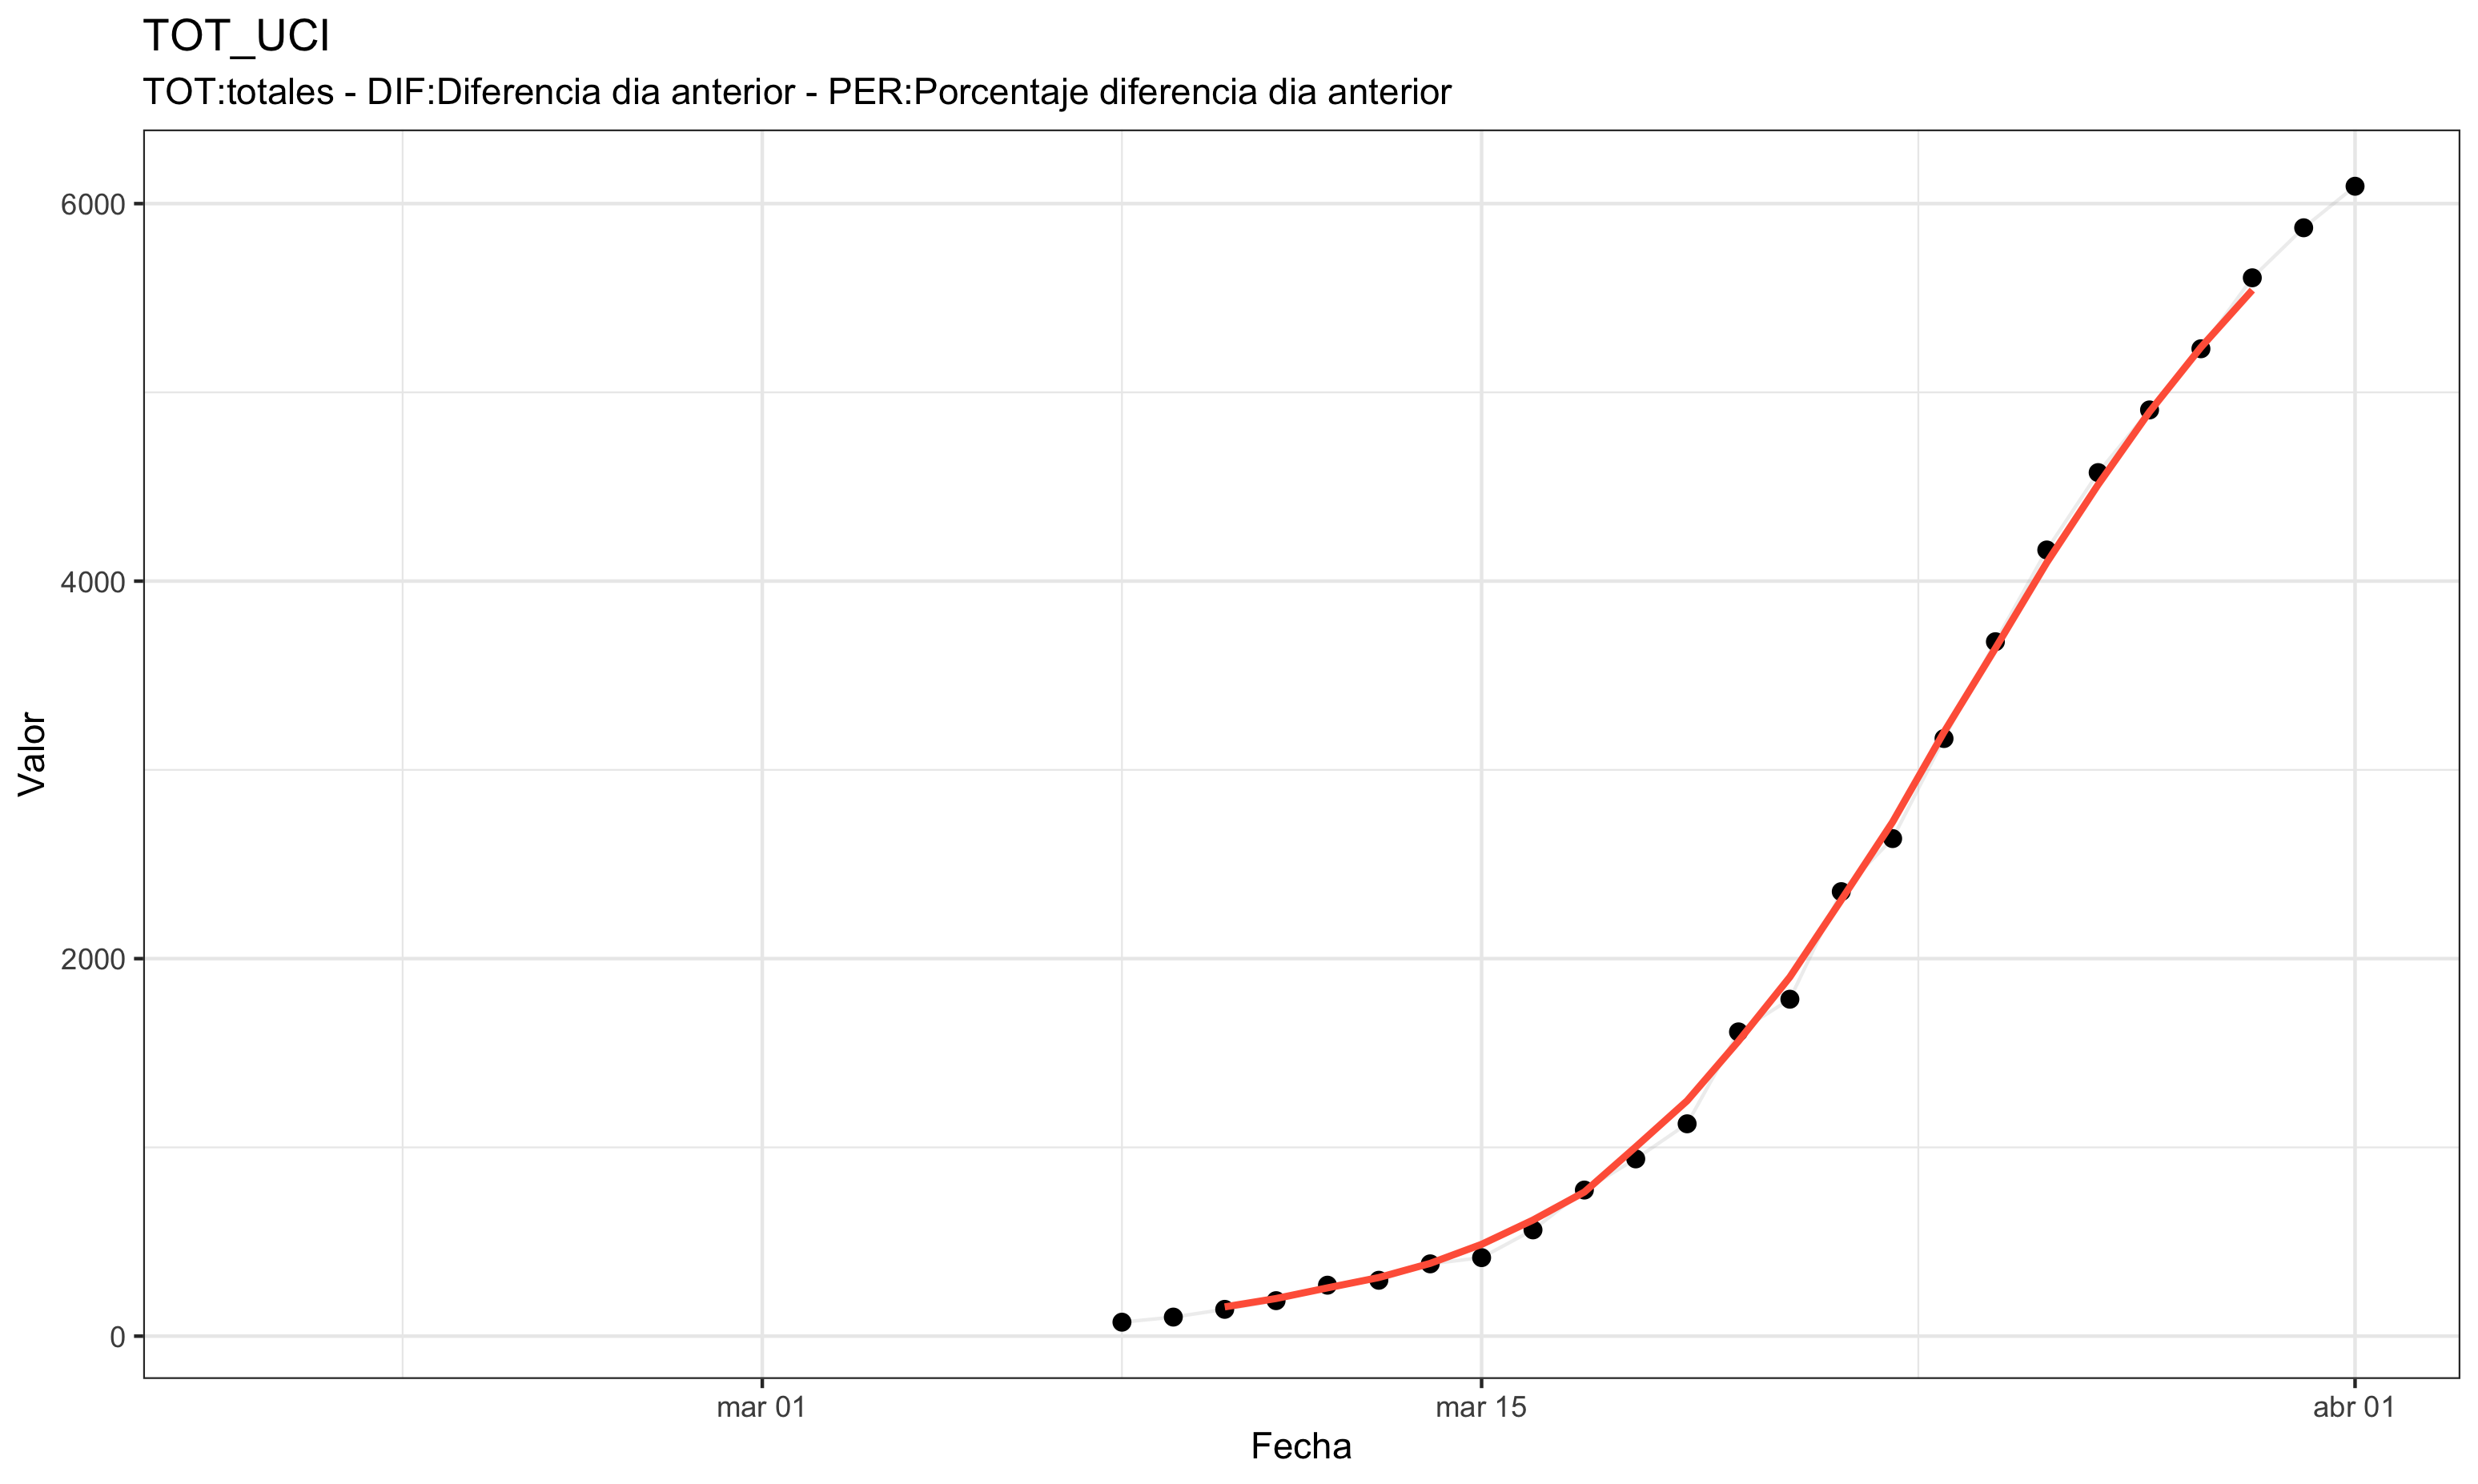 TOT_UCI
TOT:totales - DIF:Diferencia dia anterior - PER:Porcentaje diferencia dia anterior
Valor
6000
4000
2000
0
mar 01
mar 15
abr 01
Fecha